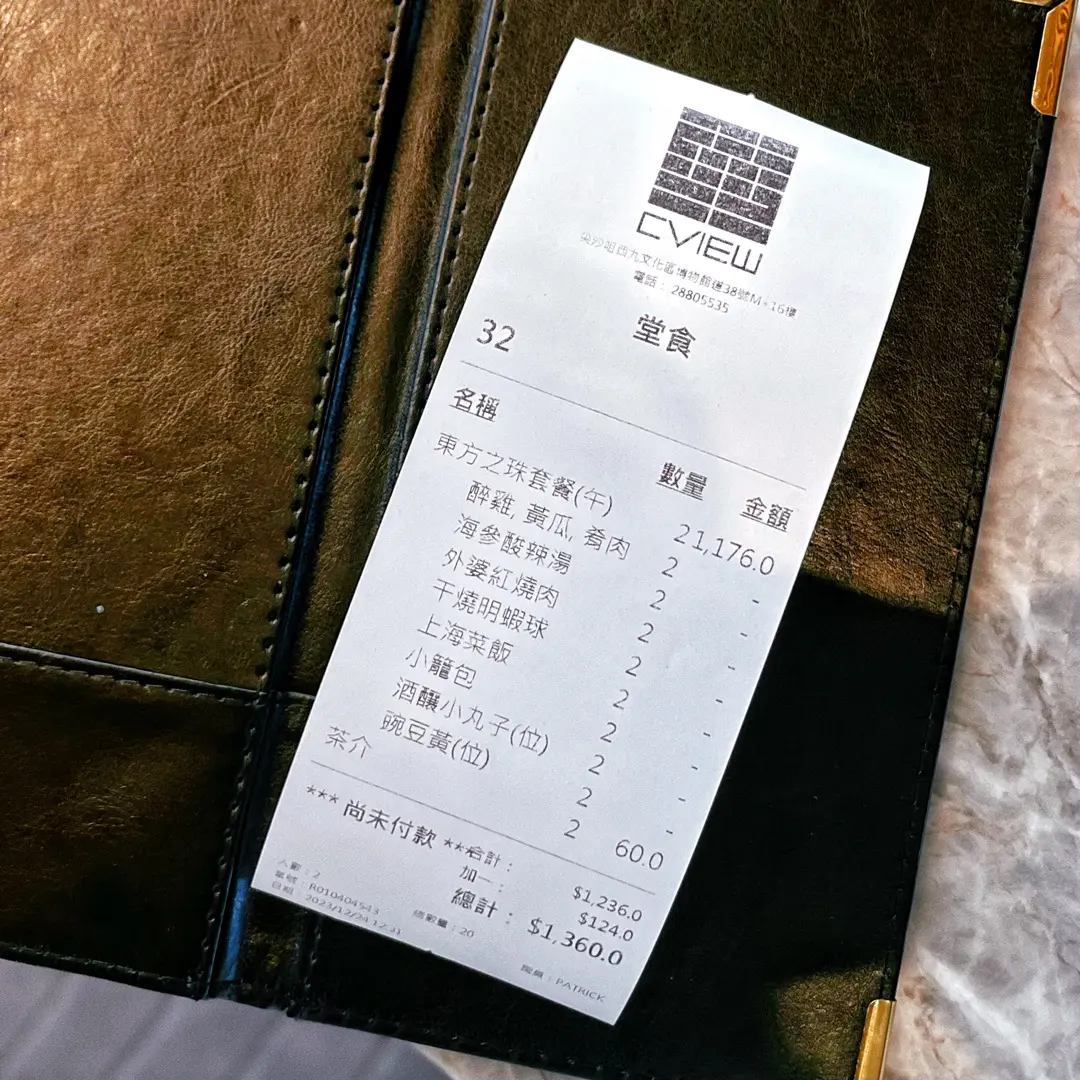 CVIEW
尖沙咀西九文化區博物館道38號M+16樓
電話： 28805535
堂食
32
名稱 數量 金額
東方之珠套餐(午) 2 1,176.0
醉雞, 黃瓜, 肴肉 2 -
海參酸辣湯 2 -
外婆紅燒肉 2 -
干燒明蝦球 2 -
上海菜飯 2 -
小籠包 2 -
酒釀小丸子(位) 2 -
豌豆黃(位) 2 -
茶介 2 60.0
*** 尚未付款 **
合計： $1,236.0
加一： $124.0
總計： $1,360.0
人數：2
單號：R010404543 總數量：20
日期：2023/12/24 12:31
PATRICK